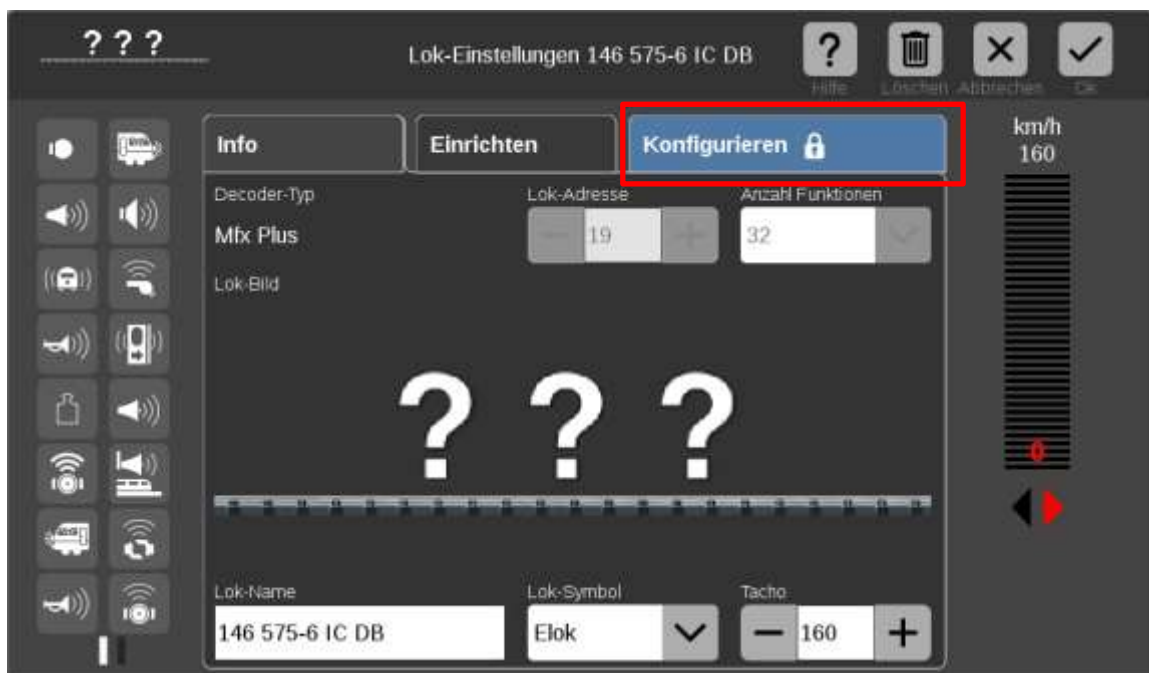 ? ? ?
Lok-Einstellungen 146 575-6 IC DB
?
Hilfe
Löschen
Abbrechen
Ok
Info
Einrichten
Konfigurieren
km/h
160
Decoder-Typ
Lok-Adresse
Anzahl Funktionen
Mfx Plus
19
32
Lok-Bild
? ? ?
0
Lok-Name
Lok-Symbol
Tacho
146 575-6 IC DB
Elok
160